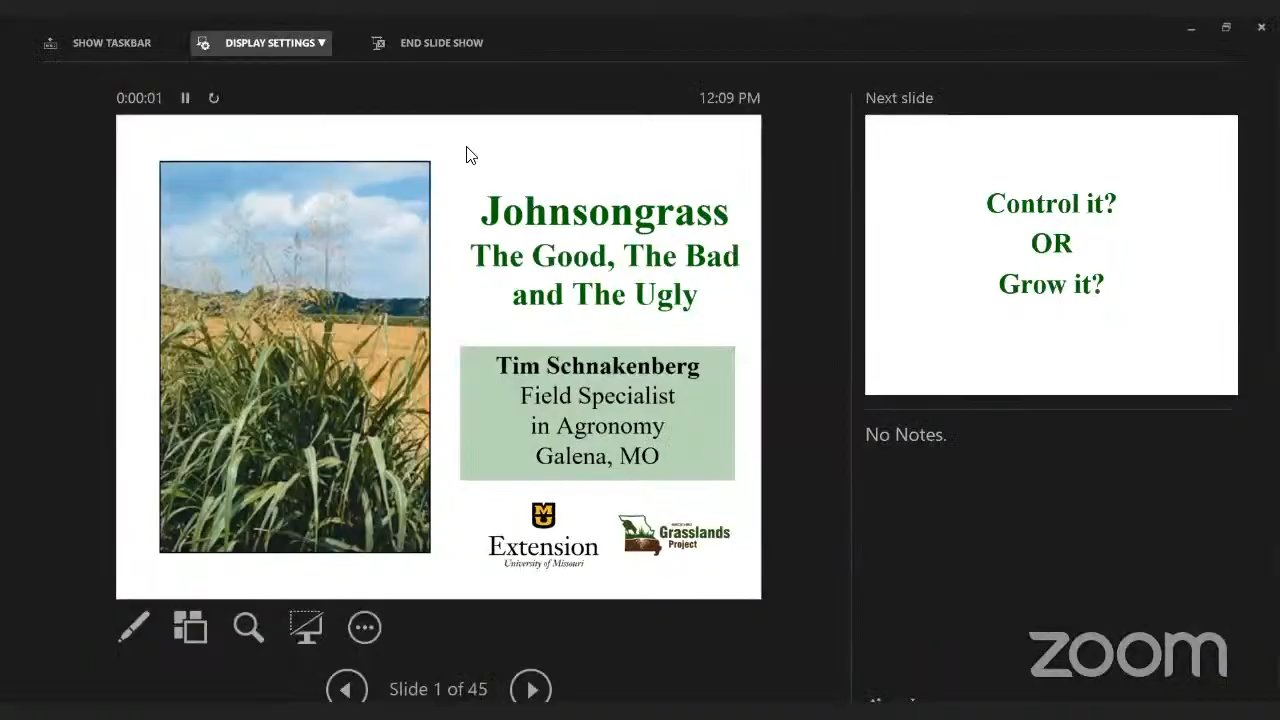 SHOW TASKBAR
DISPLAY SETTINGS ▼
END SLIDE SHOW
0:00:01
12:09 PM
Next slide
Johnsongrass
The Good, The Bad
and The Ugly
Tim Schnakenberg
Field Specialist
in Agronomy
Galena, MO
MU
Extension
University of Missouri
Grasslands
Project
Control it?
OR
Grow it?
No Notes.
Slide 1 of 45
zoom